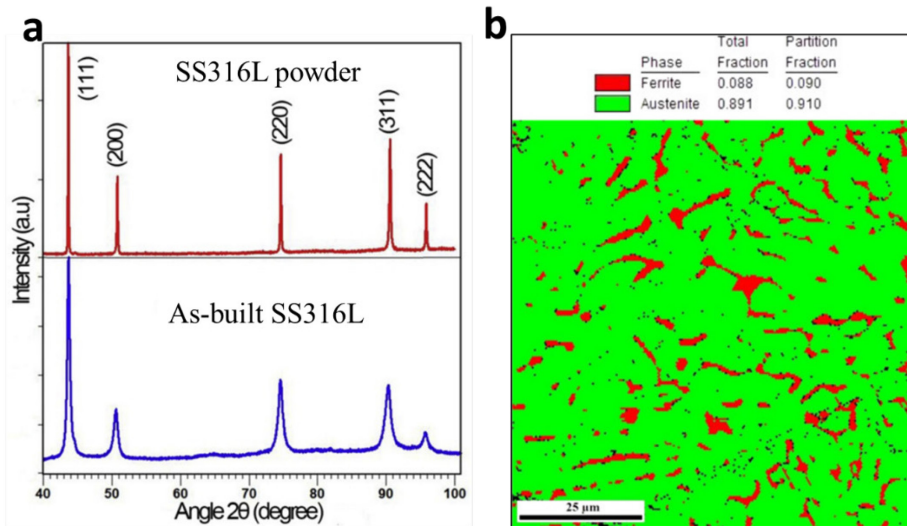 a
SS316L powder
(111)
(200)
(220)
(311)
(222)
As-built SS316L
Intensity (a.u)
40 50 60 70 80 90 100
Angle 2θ (degree)
b
Total Partition
Phase Fraction Fraction
Ferrite 0.088 0.090
Austenite 0.891 0.910
25 µm